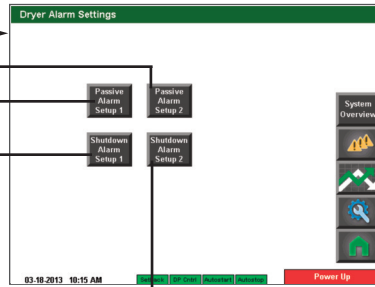 Dryer Alarm Settings
Passive
Alarm
Setup 1
Passive
Alarm
Setup 2
System
Overview
Shutdown
Alarm
Setup 1
Shutdown
Alarm
Setup 2
03-18-2013 10:15 AM
Setback
DP Cntrl
Autostart
Autostop
Power Up